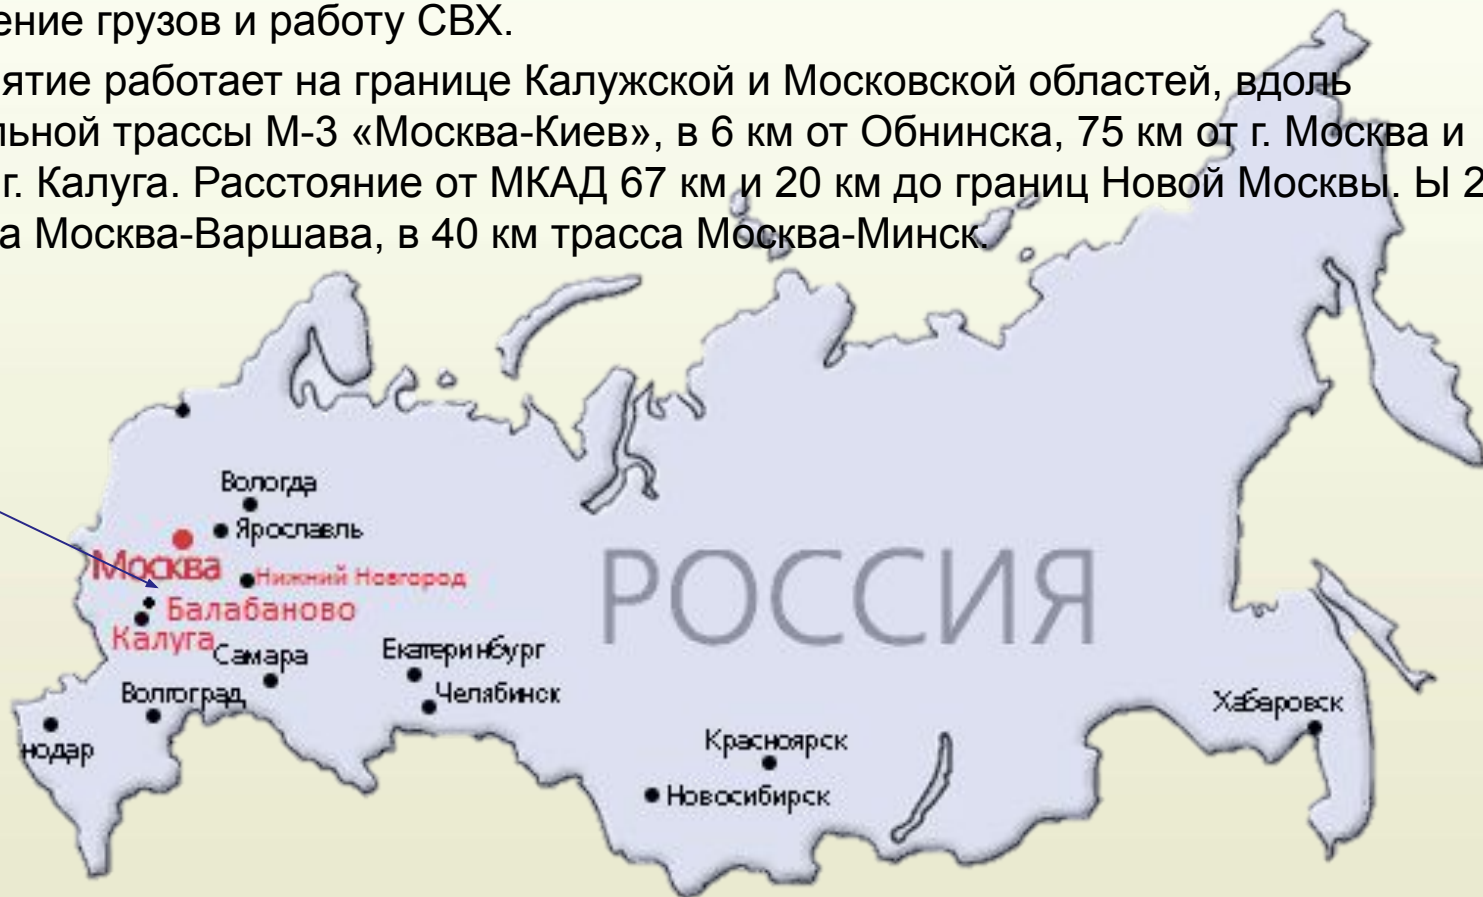 ение грузов и работу СВХ.
ятие работает на границе Калужской и Московской областей, вдоль
льной трассы М-3 «Москва-Киев», в 6 км от Обнинска, 75 км от г. Москва и
г. Калуга. Расстояние от МКАД 67 км и 20 км до границ Новой Москвы. Ы 2
а Москва-Варшава, в 40 км трасса Москва-Минск.
Вологда
Ярославль
Москва
Нижний Новгород
Балабаново
Калуга
РОССИЯ
Самара
Екатеринбург
Волгоград
Челябинск
Хабаровск
нодар
Красноярск
Новосибирск